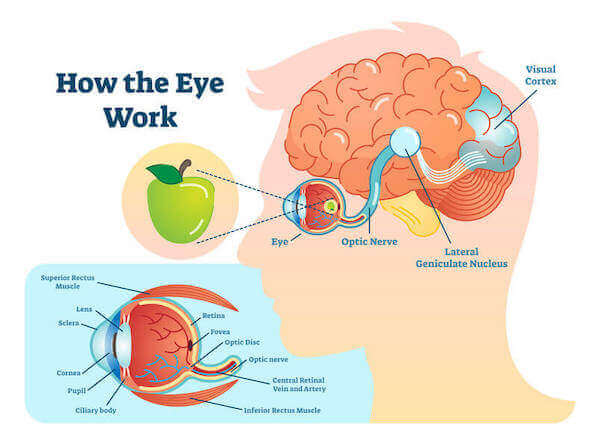 How the Eye
Work
Visual
Cortex
Eye
Optic Nerve
Lateral
Geniculate Nucleus
Superior Rectus
Muscle
Lens
Sclera
Cornea
Pupil
Ciliary body
Retina
Fovea
Optic Disc
Optic nerve
Central Retinal
Vein and Artery
Inferior Rectus Muscle